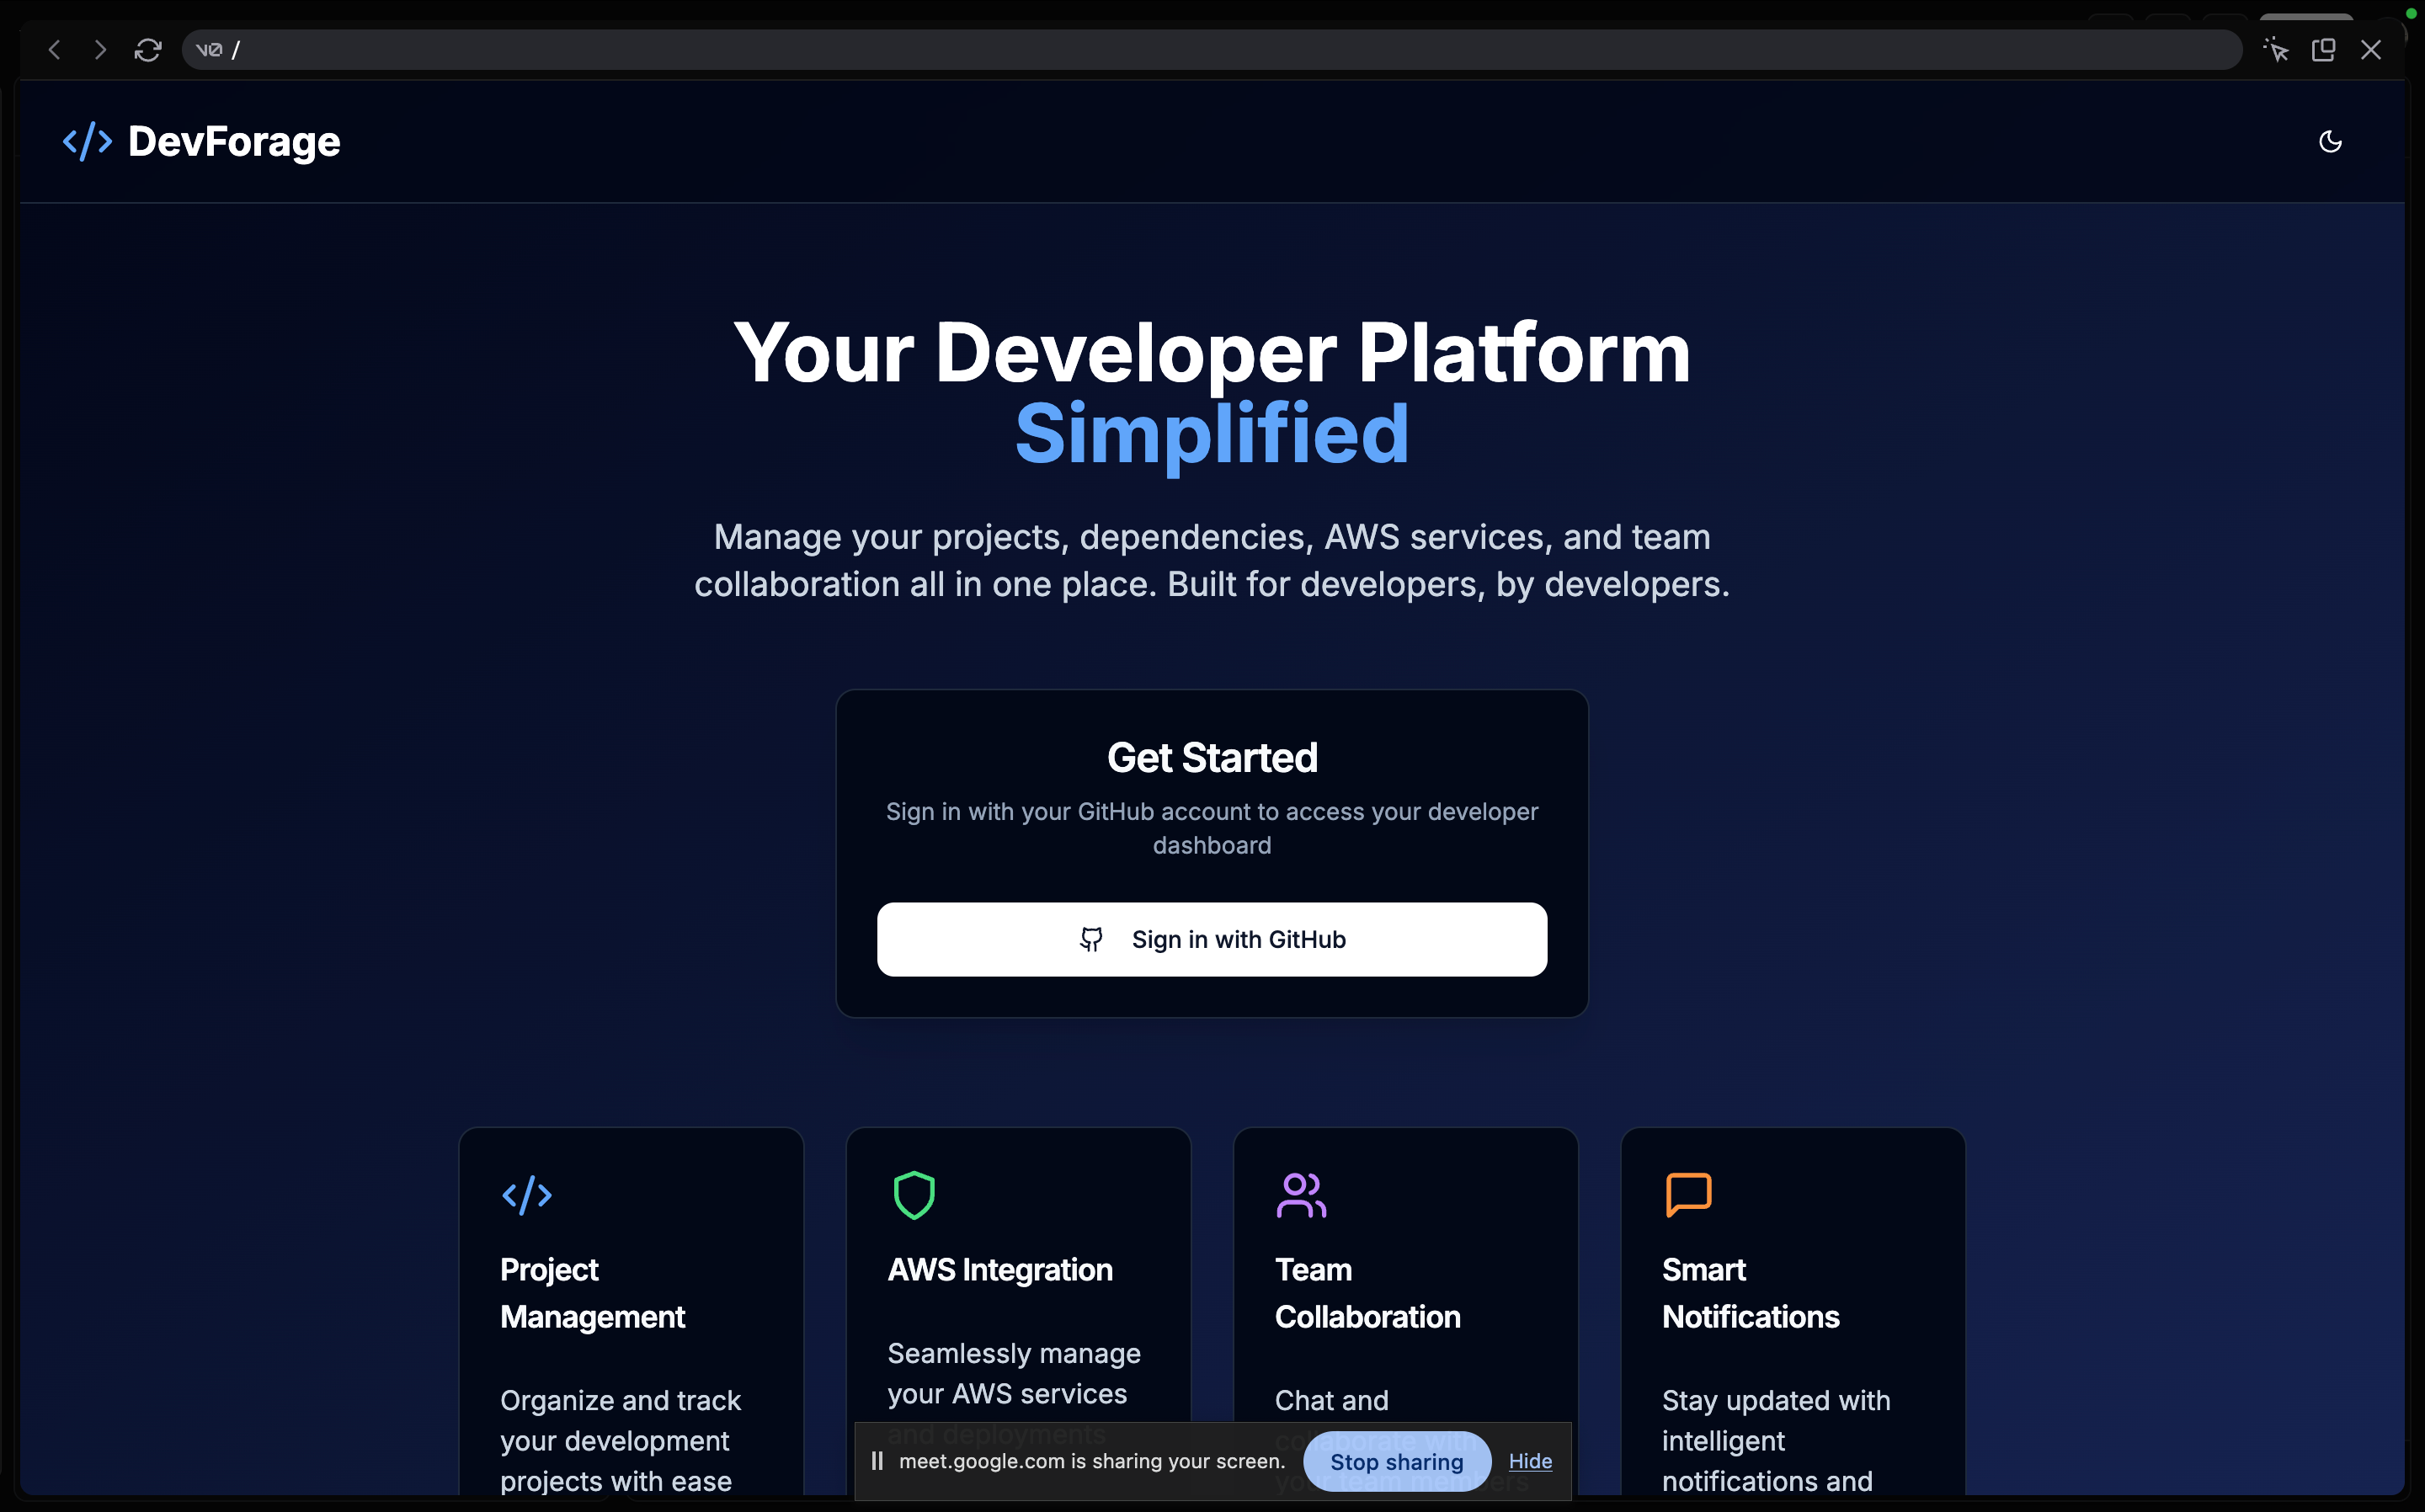 v0 /
DevForage
Your Developer Platform
Simplified
Manage your projects, dependencies, AWS services, and team
collaboration all in one place. Built for developers, by developers.
Get Started
Sign in with your GitHub account to access your developer
dashboard
Sign in with GitHub
Project
Management
Organize and track
your development
projects with ease
AWS Integration
Seamlessly manage
your AWS services
and deployments
Team
Collaboration
Chat and
collaborate with
your team members
Smart
Notifications
Stay updated with
intelligent
notifications and
meet.google.com is sharing your screen.
Stop sharing
Hide